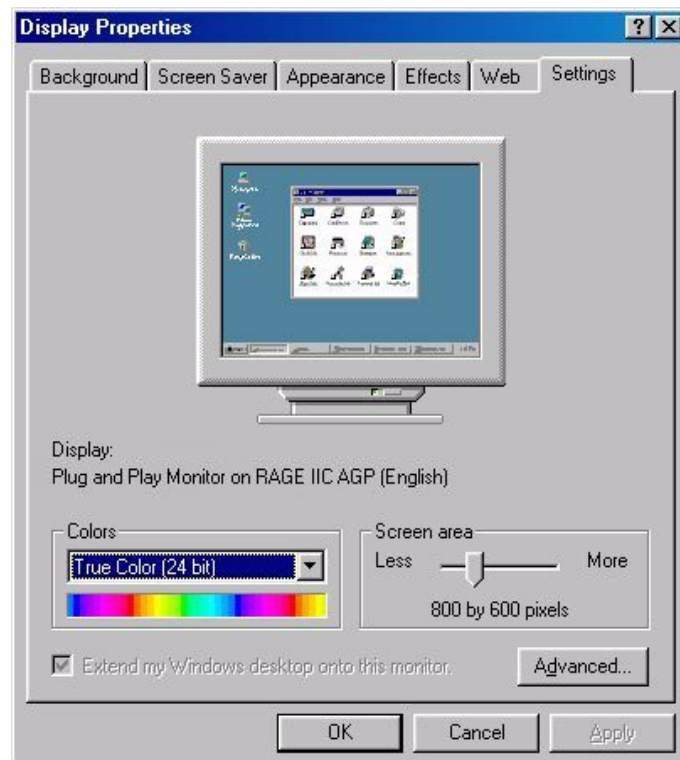 Display Properties
Background Screen Saver Appearance Effects Web Settings
Display:
Plug and Play Monitor on RAGE IIC AGP (English)
Colors
True Color (24 bit)
Screen area
Less More
800 by 600 pixels
Extend my Windows desktop onto this monitor.
Advanced...
OK Cancel Apply